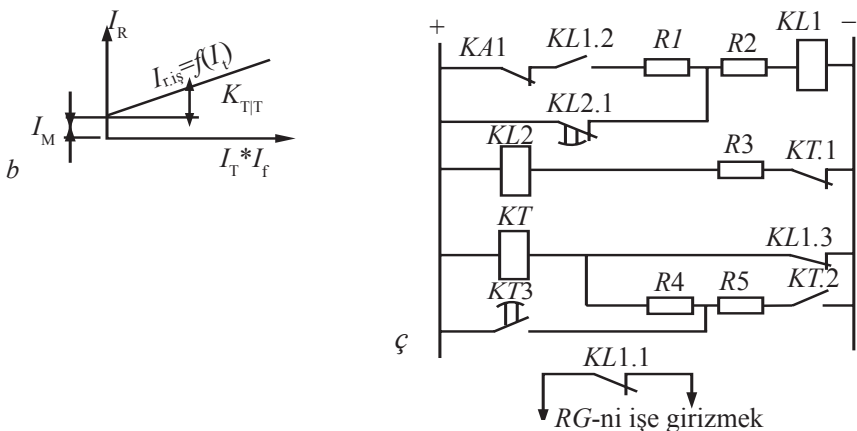 I_R
I_r.iş=f(I_t)
K_T|T
I_M
I_T*I_f
b
+
–
KA1 KL1.2 R1 R2 KL1
KL2.1
KL2 R3 KT.1
KT
KL1.3
KT3 R4 R5 KT.2
ç
KL1.1
RG-ni işe girizmek